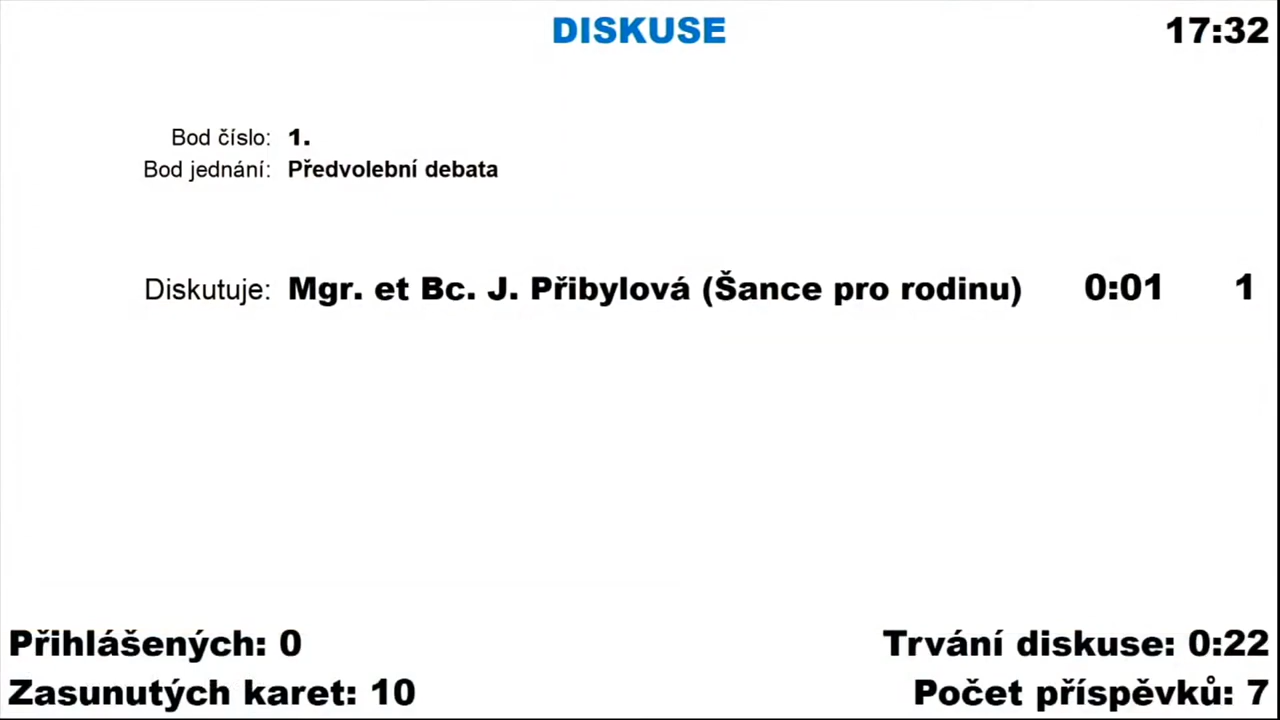 DISKUSE 17:32
Bod číslo: 1.
Bod jednání: Předvolební debata
Diskutuje: Mgr. et Bc. J. Přibylová (Šance pro rodinu) 0:01 1
Přihlášených: 0 Trvání diskuse: 0:22
Zasunutých karet: 10 Počet příspěvků: 7